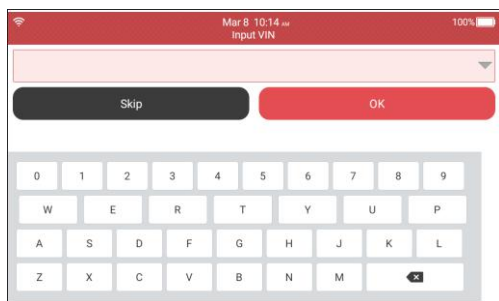 Mar 8 10:14 AM
100%
Input VIN
Skip
OK
0 1 2 3 4 5 6 7 8 9
W E R T Y U P
A S D F G H J K L
Z X C V B N M